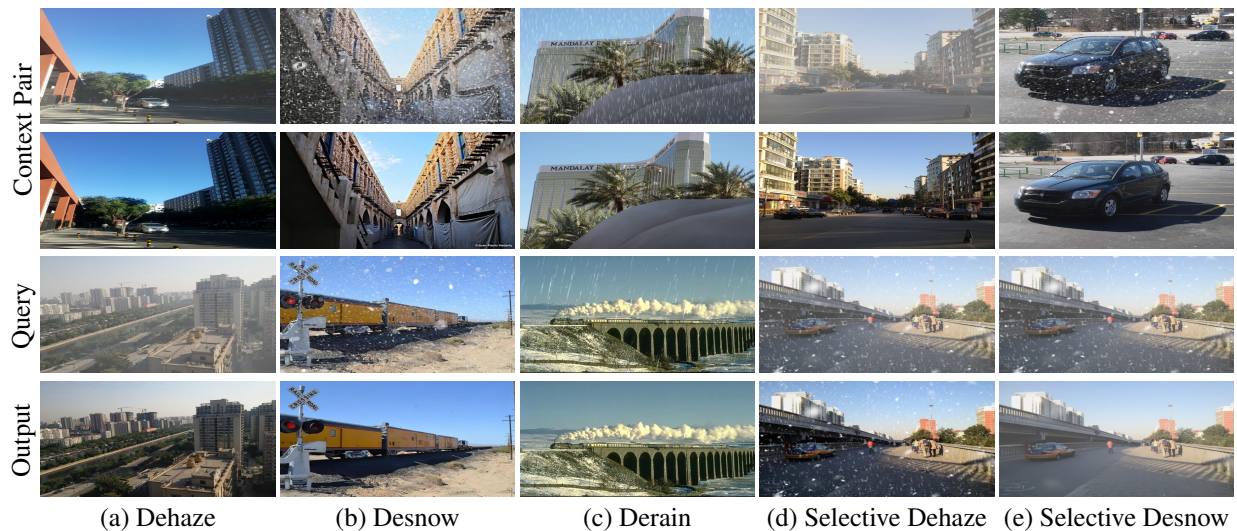 Context Pair
MANDALAY
MANDALAY
Query
Output
(a) Dehaze
(b) Desnow
(c) Derain
(d) Selective Dehaze
(e) Selective Desnow